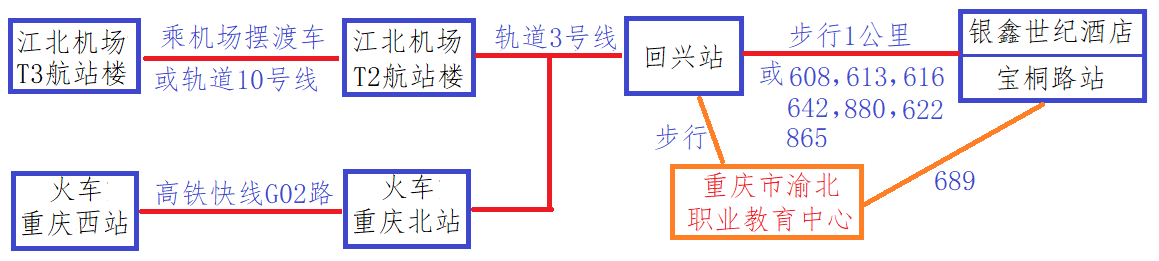 江北机场
T3航站楼
乘机场摆渡车
或轨道10号线
江北机场
T2航站楼
轨道3号线
回兴站
步行1公里
或608,613,616
642,880,622
865
银鑫世纪酒店
宝桐路站
步行
重庆市渝北
职业教育中心
689
火车
重庆西站
高铁快线G02路
火车
重庆北站